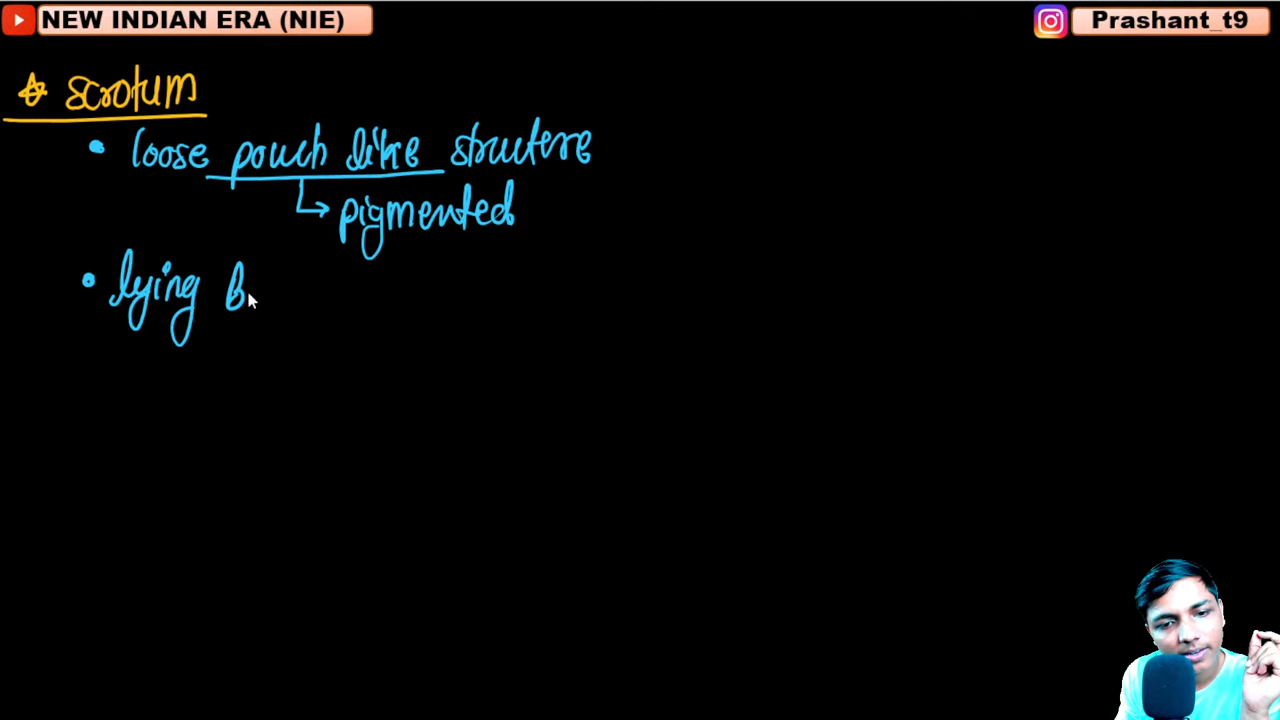 NEW INDIAN ERA (NIE)
Prashant_t9
☆ scrotum
• loose pouch like structere
↳ pigmented
• lying B